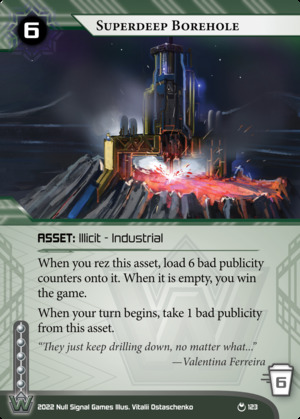 6
SUPERDEEP BOREHOLE
ASSET: Illicit - Industrial
When you rez this asset, load 6 bad publicity
counters onto it. When it is empty, you win
the game.
When your turn begins, take 1 bad publicity
from this asset.
“They just keep drilling down, no matter what...”
—Valentina Ferreira
6
2022 Null Signal Games Illus. Vitalii Ostaschenko
123